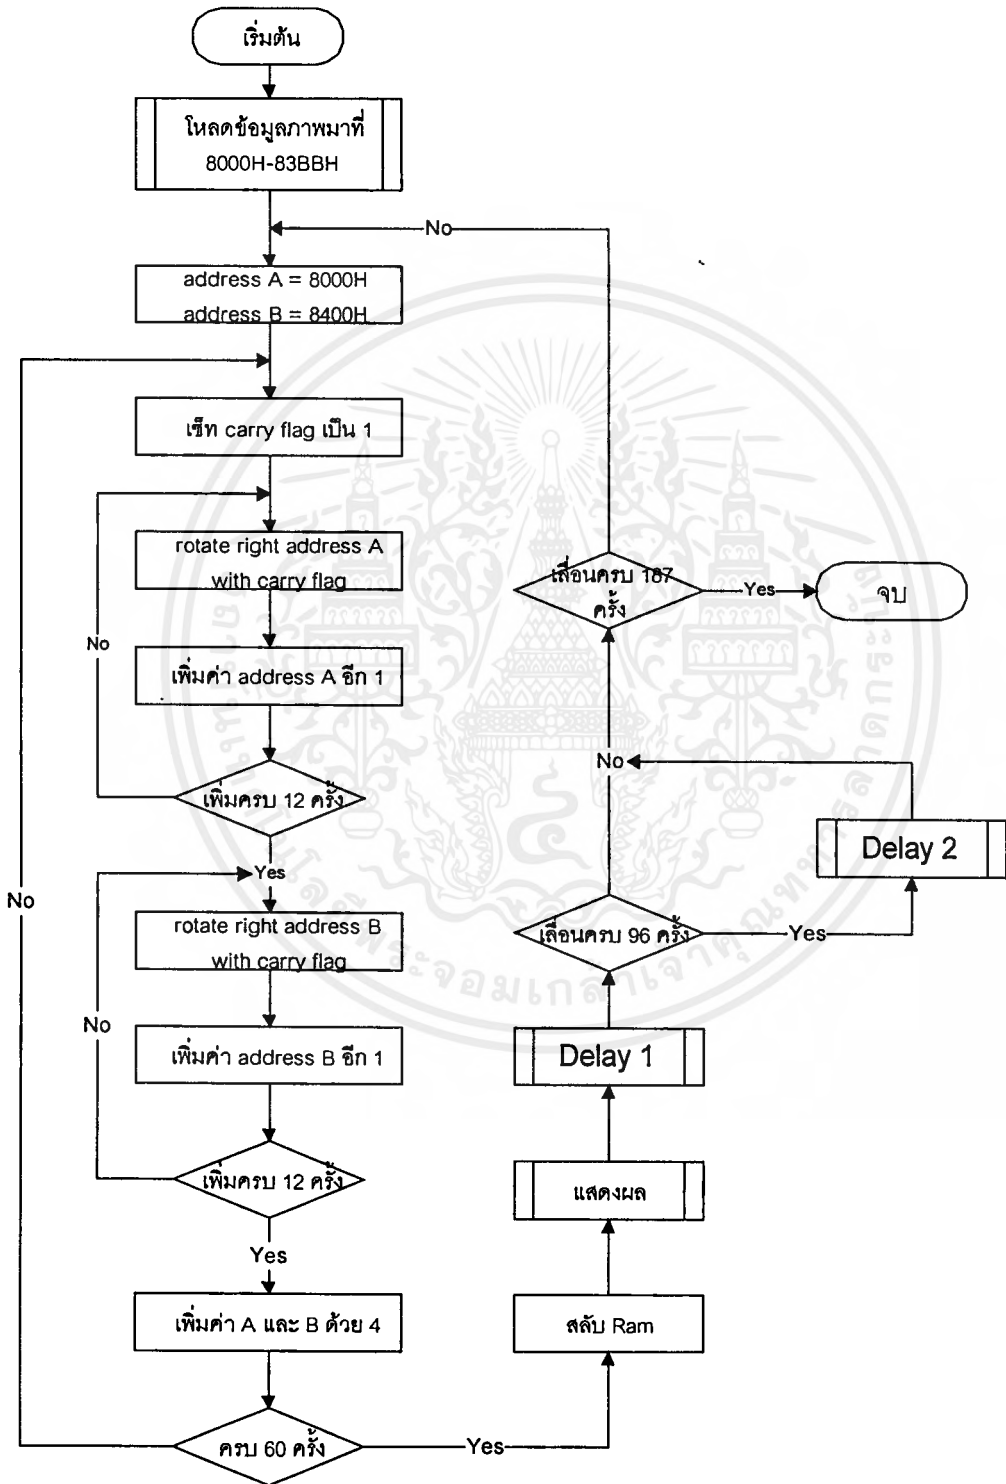 เริ่มต้น
โหลดข้อมูลภาพมาที่
8000H-83BBH
No
address A = 8000H
address B = 8400H
เซ็ท carry flag เป็น 1
rotate right address A
with carry flag
No
เพิ่มค่า address A อีก 1
เพิ่มครบ 12 ครั้ง
Yes
rotate right address B
with carry flag
No
No
เพิ่มค่า address B อีก 1
เพิ่มครบ 12 ครั้ง
Yes
เพิ่มค่า A และ B ด้วย 4
ครบ 60 ครั้ง
Yes
สลับ Ram
แสดงผล
Delay 1
เลื่อนครบ 96 ครั้ง
Yes
Delay 2
No
เลื่อนครบ 187
ครั้ง
Yes
จบ